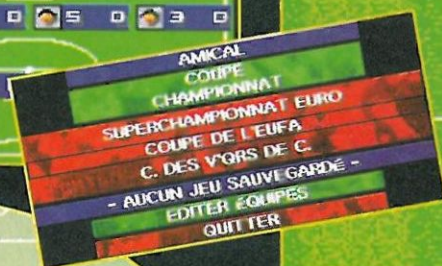 0 5 0 3 0
AMICAL
COUPE
CHAMPIONNAT
SUPERCHAMPIONNAT EURO
COUPE DE L'EUFA
C. DES V'QRS DE C.
- AUCUN JEU SAUVEGARDÉ -
EDITER ÉQUIPES
QUITTER